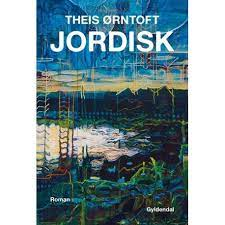 THEIS ØRNTOFT
JORDISK
Roman
Gyldendal